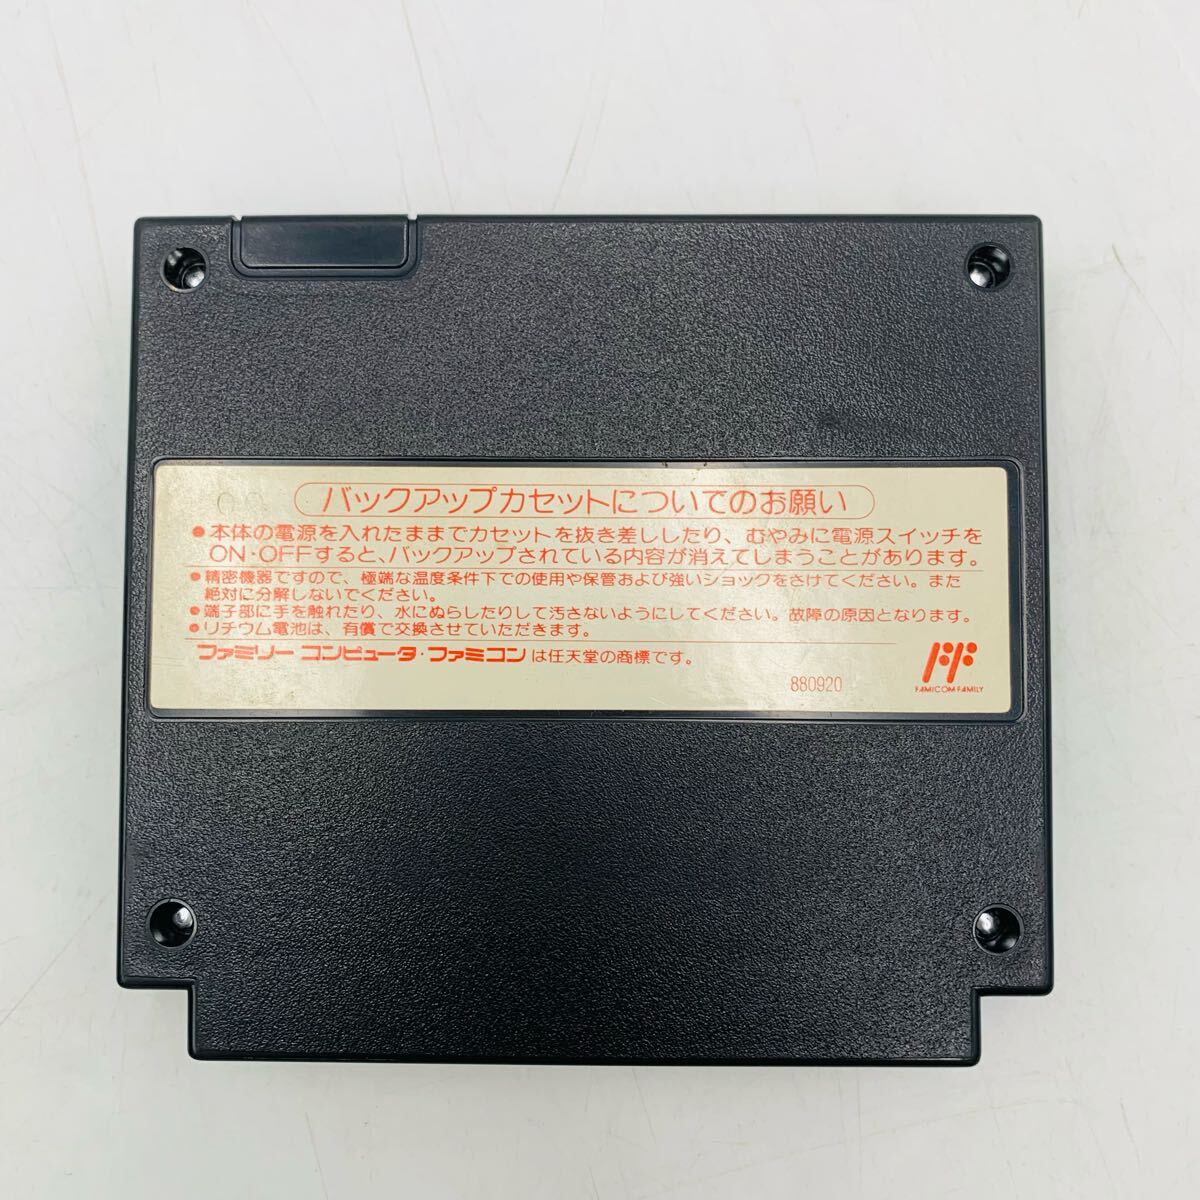 バックアップカセットについてのお願い
●本体の電源を入れたままでカセットを抜き差ししたり、むやみに電源スイッチを
ON・OFFすると、バックアップされている内容が消えてしまうことがあります。
●精密機器ですので、極端な温度条件下での使用や保管および強いショックをさけてください。また
絶対に分解しないでください。
●端子部に手を触れたり、水にぬらしたりして汚さないようにしてください。故障の原因となります。
●リチウム電池は、有償で交換させていただきます。
ファミリー コンピュータ・ファミコン は任天堂の商標です。
880920
FAMICOM FAMILY